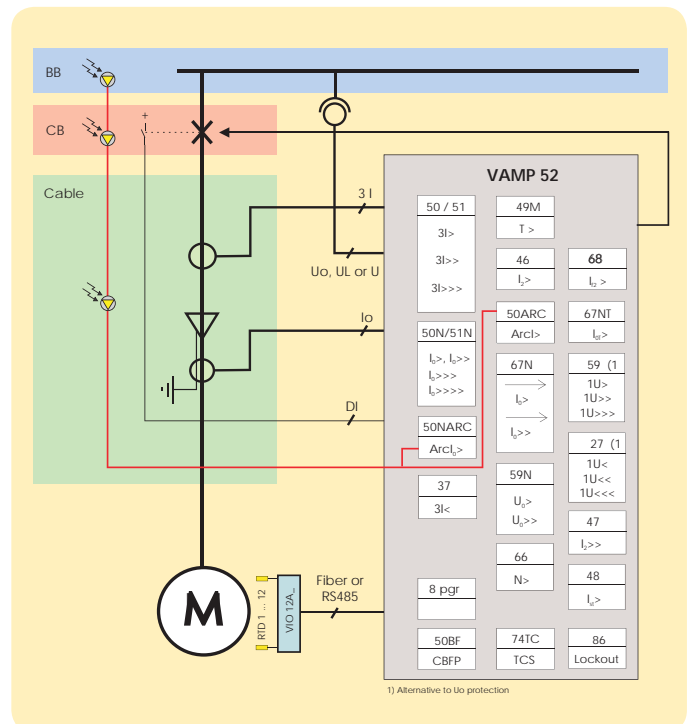 BB
CB
+
Cable
3 I
Uo, UL or U
Io
DI
M
RTD 1 ... 12
VIO 12A_
Fiber or
RS485
VAMP 52
50 / 51
3I>
3I>>
3I>>>
50N/51N
I₀>, I₀>>
I₀>>>
I₀>>>>
50NARC
ArcI₀>
37
3I<
8 pgr
50BF
CBFP
49M
T >
46
I₂>
50ARC
ArcI>
67N
I₀>
I₀>>
59N
U₀>
U₀>>
66
N>
74TC
TCS
68
If2 >
67NT
I0T>
59 (1
1U>
1U>>
1U>>>
27 (1
1U<
1U<<
1U<<<
47
I₂>>
48
Ist>
86
Lockout
1) Alternative to Uo protection